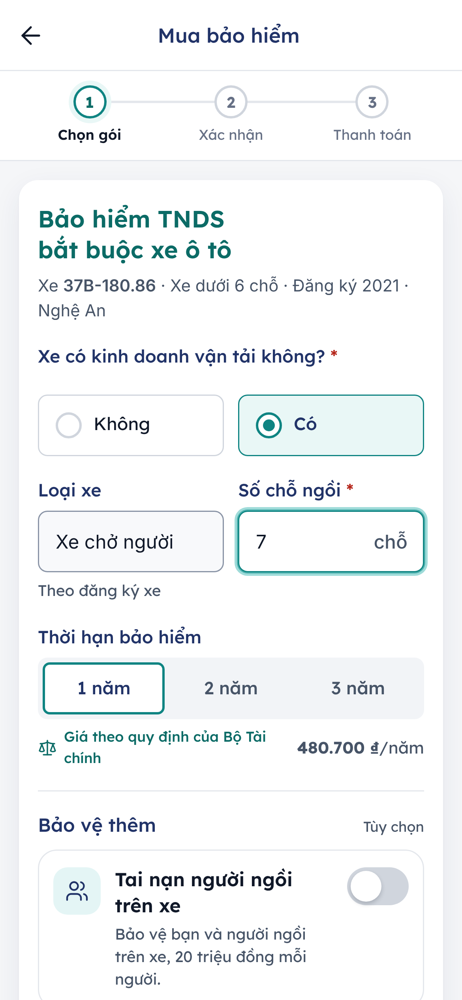 Mua bảo hiểm
1
2
3
Chọn gói
Xác nhận
Thanh toán
Bảo hiểm TNDS
bắt buộc xe ô tô
Xe 37B-180.86 · Xe dưới 6 chỗ · Đăng ký 2021 ·
Nghệ An
Xe có kinh doanh vận tải không? *
Không
Có
Loại xe
Số chỗ ngồi *
Xe chở người
7 chỗ
Theo đăng ký xe
Thời hạn bảo hiểm
1 năm
2 năm
3 năm
Giá theo quy định của Bộ Tài
chính
480.700 ₫/năm
Bảo vệ thêm
Tùy chọn
Tai nạn người ngồi
trên xe
Bảo vệ bạn và người ngồi
trên xe, 20 triệu đồng mỗi
người.